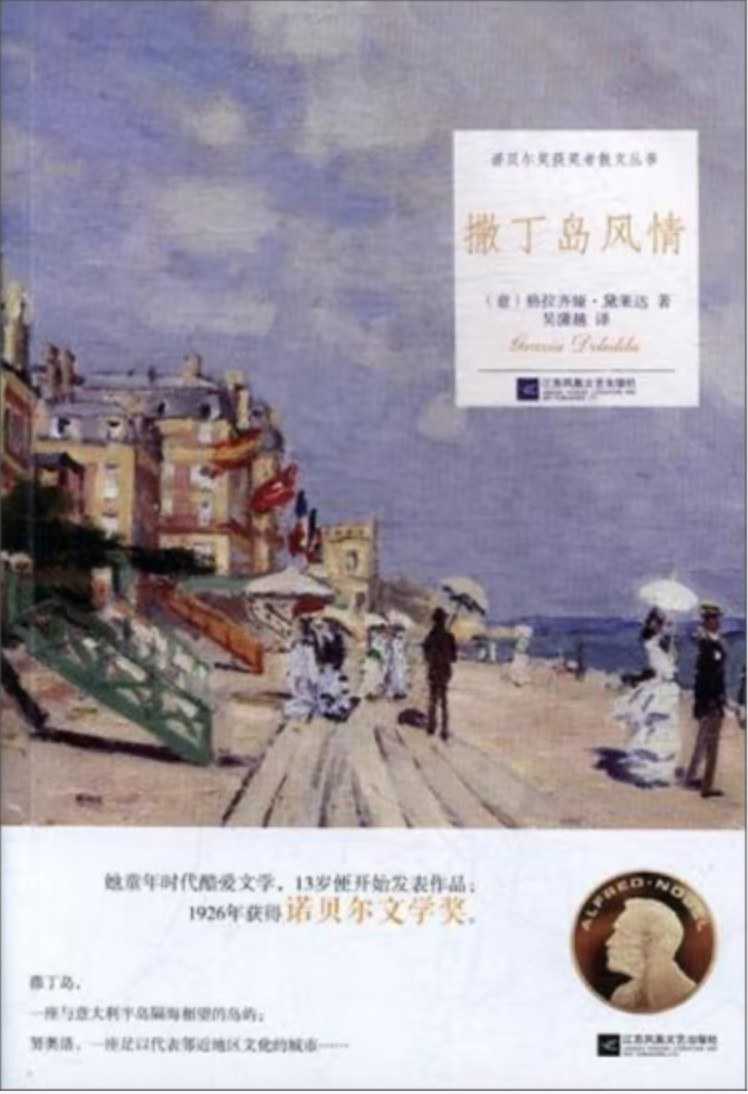 诺贝尔奖获奖者散文丛书
撒丁岛风情
（意）格拉齐娅·黛莱达 著
吴潇越 译
Grazia Deledda
江苏凤凰文艺出版社
她童年时代酷爱文学，13岁便开始发表作品；
1926年获得诺贝尔文学奖。
ALFRED·NOBEL
撒丁岛，
一座与意大利半岛隔海相望的岛屿；
努奥洛，一座足以代表邻近地区文化的城市……
江苏凤凰文艺出版社